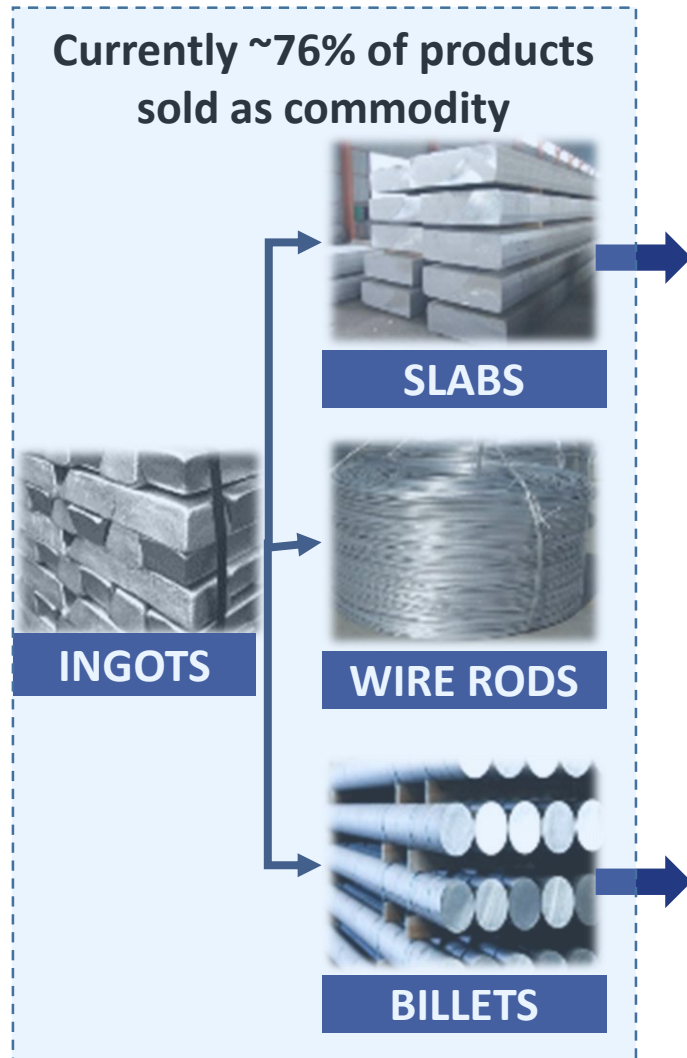 Currently ~76% of products
sold as commodity
SLABS
INGOTS
WIRE RODS
BILLETS